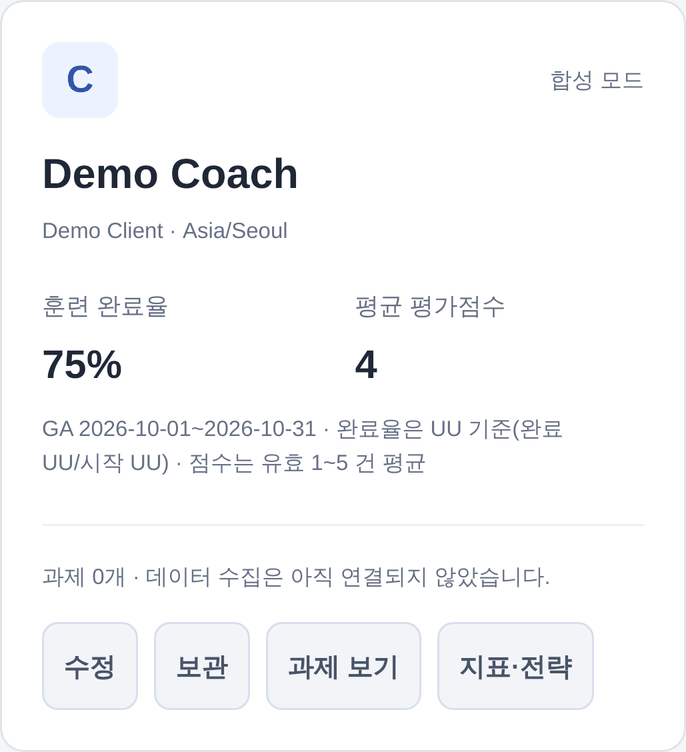 C
합성 모드
Demo Coach
Demo Client · Asia/Seoul
훈련 완료율
평균 평가점수
75%
4
GA 2026-10-01~2026-10-31 · 완료율은 UU 기준(완료
UU/시작 UU) · 점수는 유효 1~5 건 평균
과제 0개 · 데이터 수집은 아직 연결되지 않았습니다.
수정
보관
과제 보기
지표·전략